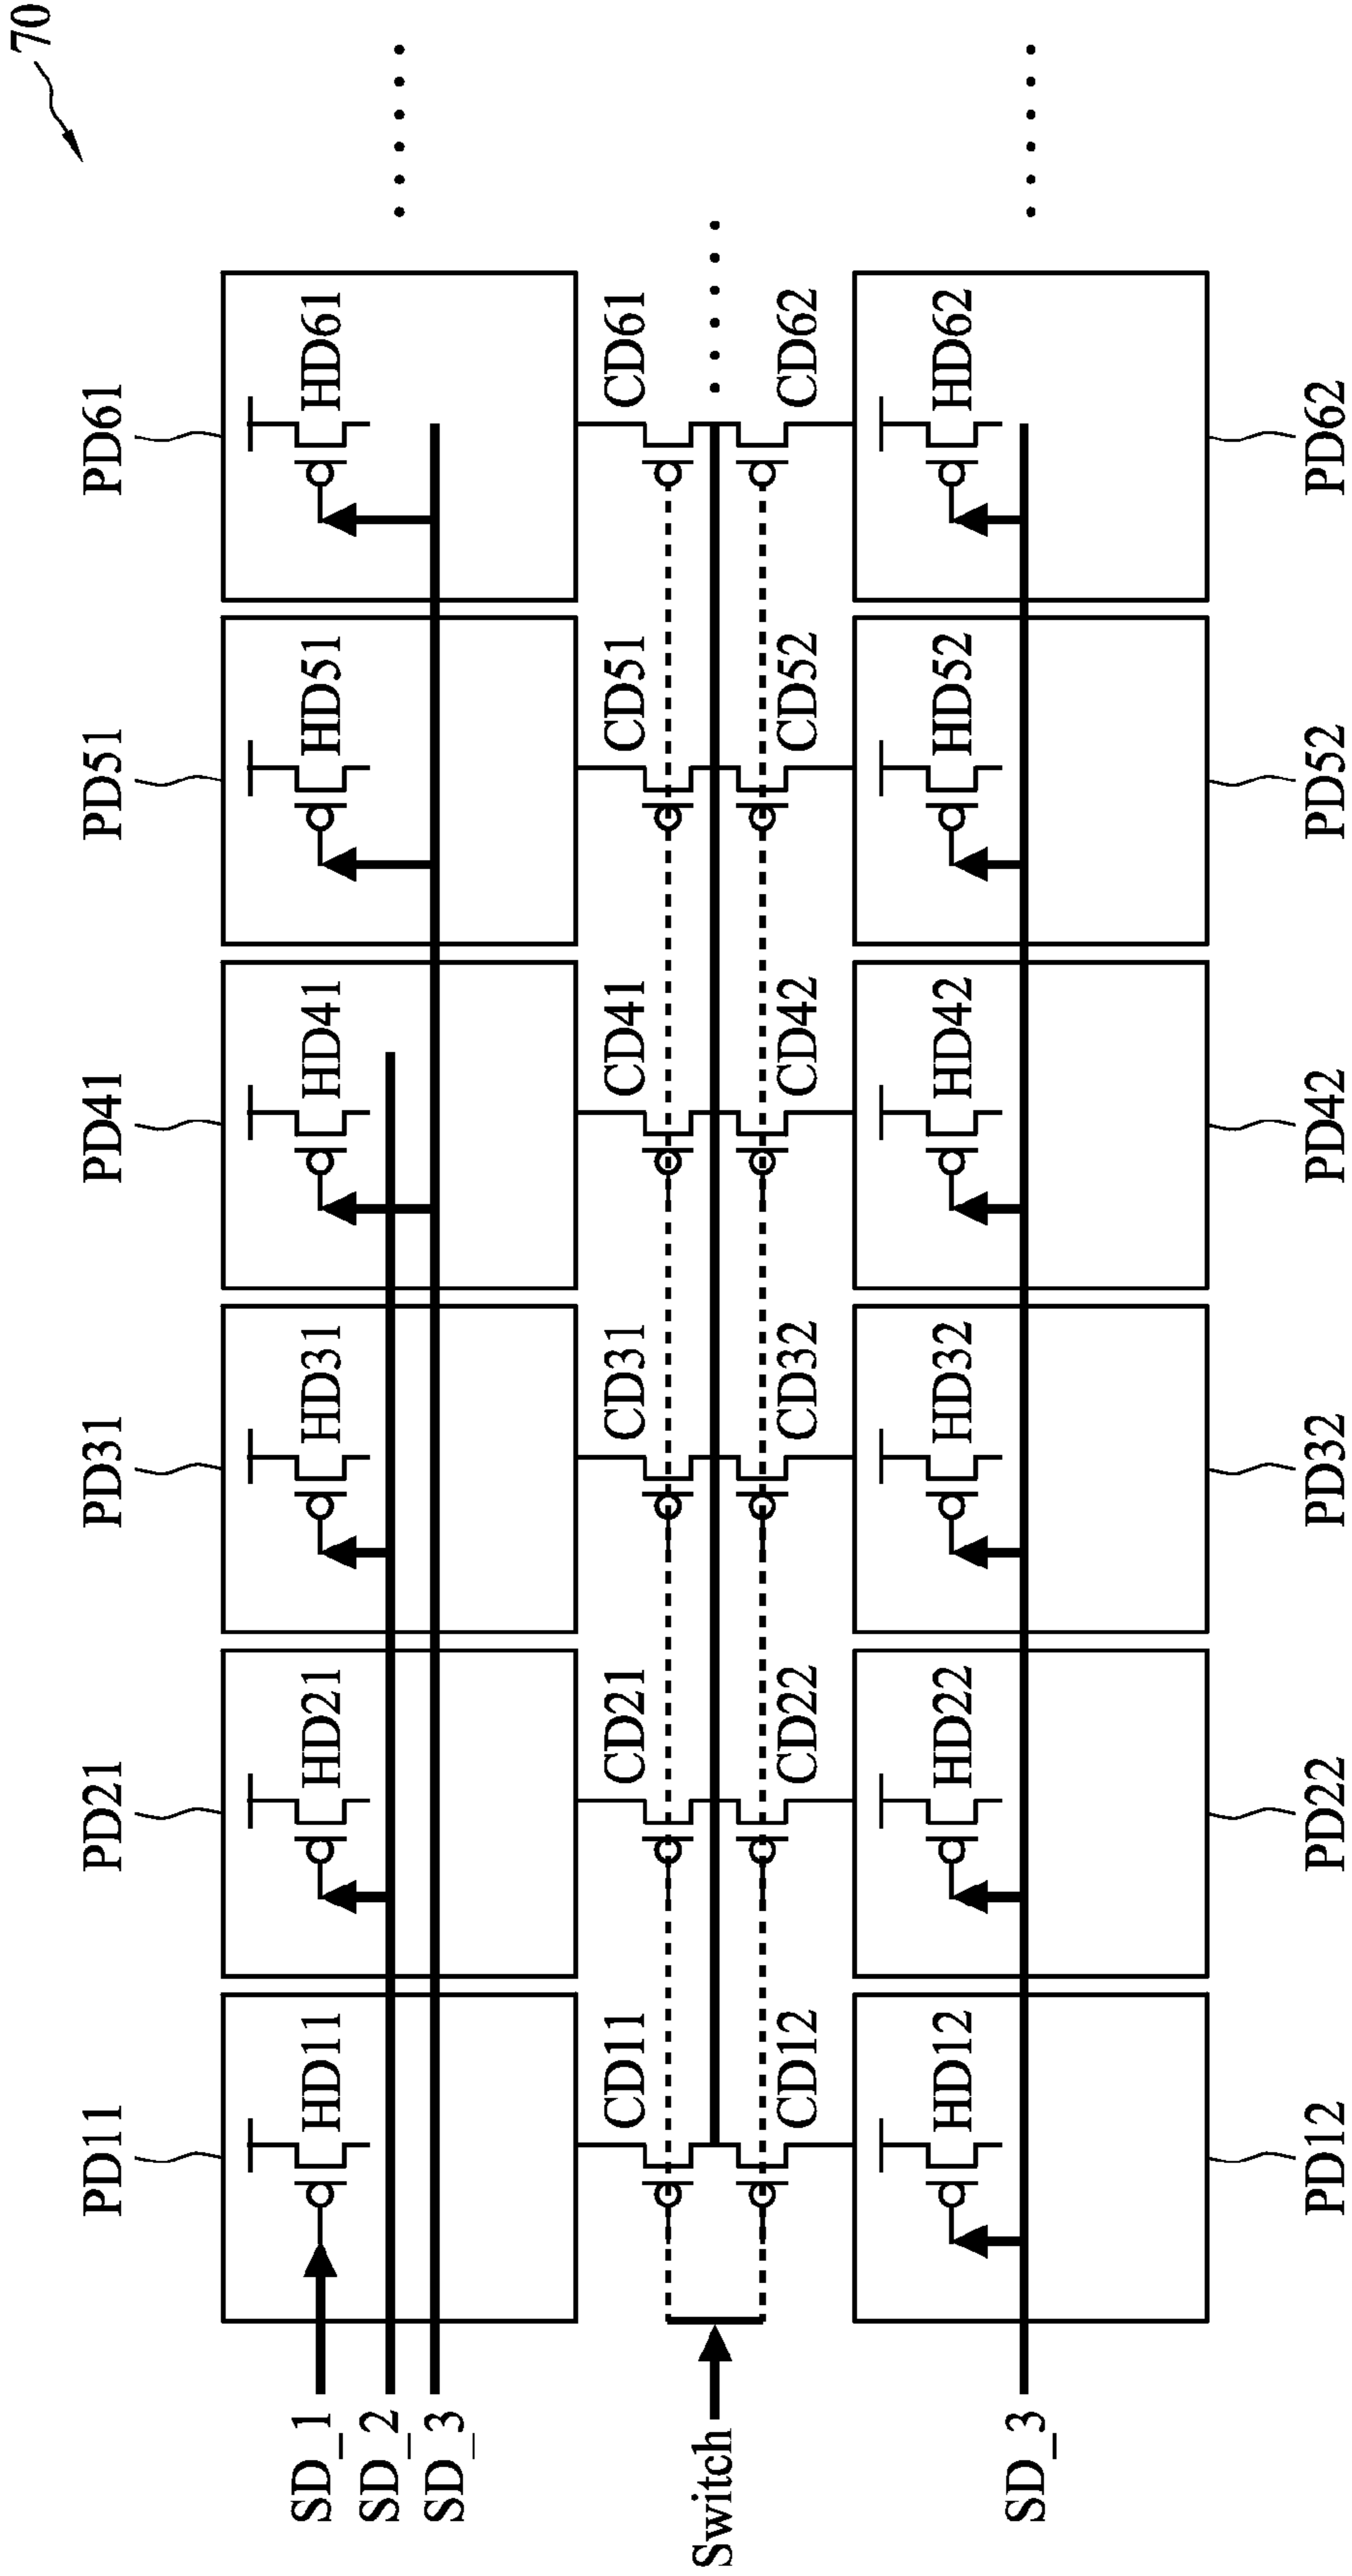 70
PD11 PD21 PD31 PD41 PD51 PD61
HD11 HD21 HD31 HD41 HD51 HD61
SD_1
SD_2
SD_3
CD11 CD21 CD31 CD41 CD51 CD61
Switch
CD12 CD22 CD32 CD42 CD52 CD62
HD12 HD22 HD32 HD42 HD52 HD62
SD_3
PD12 PD22 PD32 PD42 PD52 PD62